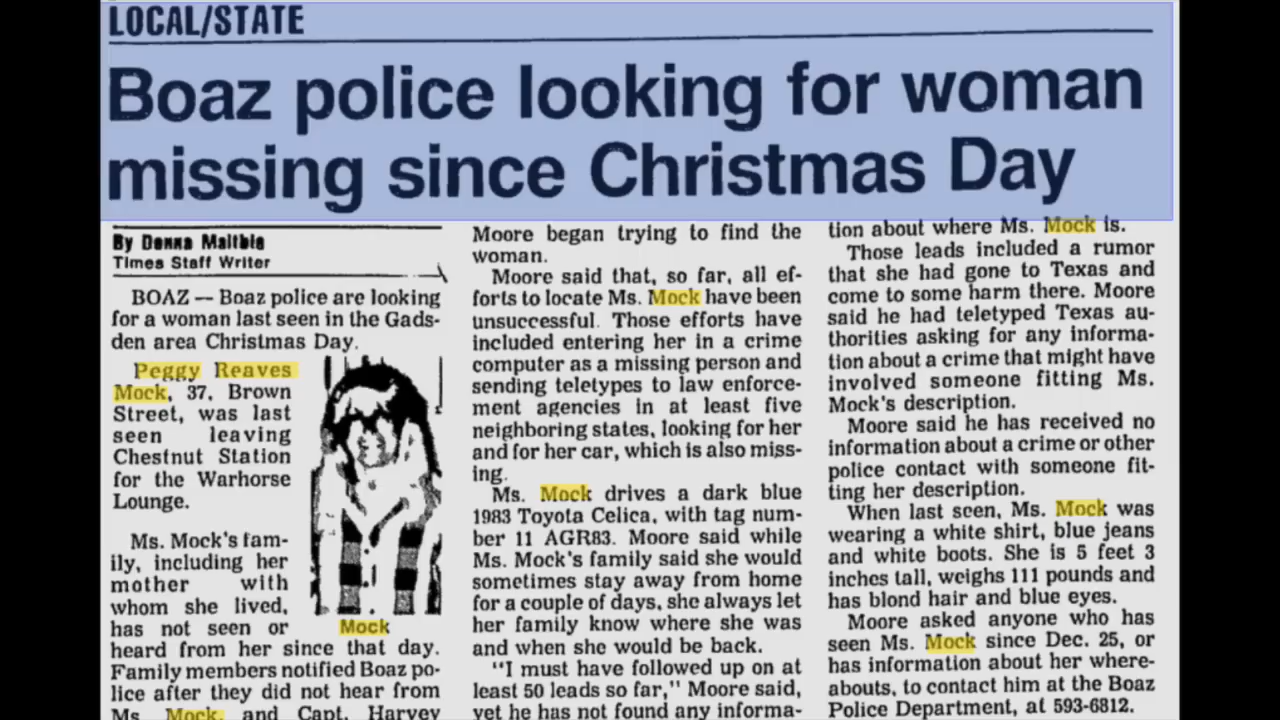 LOCAL/STATE
Boaz police looking for woman
missing since Christmas Day
By Donna Maltbie
Times Staff Writer
BOAZ — Boaz police are looking
for a woman last seen in the Gads-
den area Christmas Day.
Peggy Reaves
Mock, 37, Brown
Street, was last
seen leaving
Chestnut Station
for the Warhorse
Lounge.
Ms. Mock's fam-
ily, including her
mother with
whom she lived,
has not seen or
heard from her since that day.
Family members notified Boaz po-
lice after they did not hear from
Ms. Mock, and Capt. Harvey
Mock
Moore began trying to find the
woman.
Moore said that, so far, all ef-
forts to locate Ms. Mock have been
unsuccessful. Those efforts have
included entering her in a crime
computer as a missing person and
sending teletypes to law enforce-
ment agencies in at least five
neighboring states, looking for her
and for her car, which is also miss-
ing.
Ms. Mock drives a dark blue
1983 Toyota Celica, with tag num-
ber 11 AGR83. Moore said while
Ms. Mock's family said she would
sometimes stay away from home
for a couple of days, she always let
her family know where she was
and when she would be back.
"I must have followed up on at
least 50 leads so far," Moore said,
yet he has not found any informa-
tion about where Ms. Mock is.
Those leads included a rumor
that she had gone to Texas and
come to some harm there. Moore
said he had teletyped Texas au-
thorities asking for any informa-
tion about a crime that might have
involved someone fitting Ms.
Mock's description.
Moore said he has received no
information about a crime or other
police contact with someone fit-
ting her description.
When last seen, Ms. Mock was
wearing a white shirt, blue jeans
and white boots. She is 5 feet 3
inches tall, weighs 111 pounds and
has blond hair and blue eyes.
Moore asked anyone who has
seen Ms. Mock since Dec. 25, or
has information about her where-
abouts, to contact him at the Boaz
Police Department, at 593-6812.